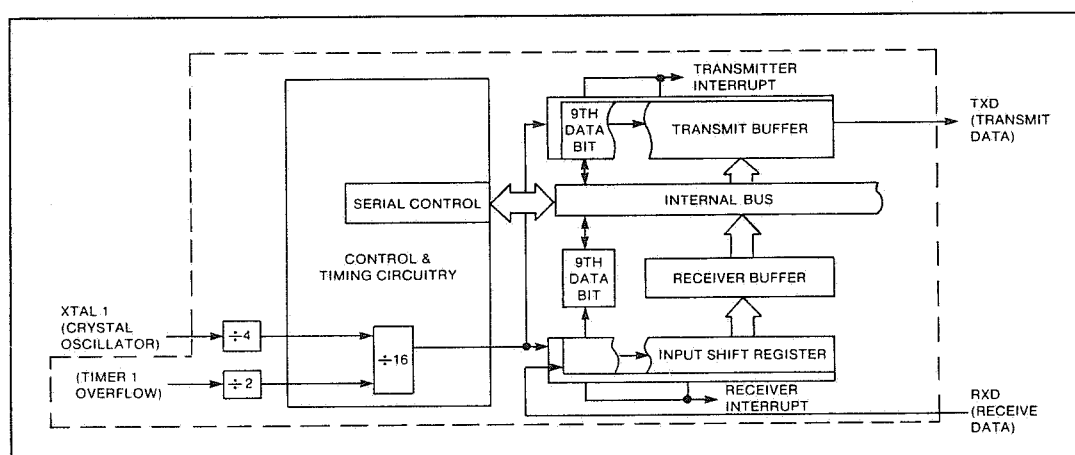 TRANSMITTER
INTERRUPT
9TH
DATA
BIT
TRANSMIT BUFFER
TXD
(TRANSMIT
DATA)
SERIAL CONTROL
INTERNAL BUS
CONTROL &
TIMING CIRCUITRY
9TH
DATA
BIT
RECEIVER BUFFER
XTAL 1
(CRYSTAL
OSCILLATOR)
÷4
÷16
INPUT SHIFT REGISTER
(TIMER 1
OVERFLOW)
÷2
RECEIVER
INTERRUPT
RXD
(RECEIVE
DATA)